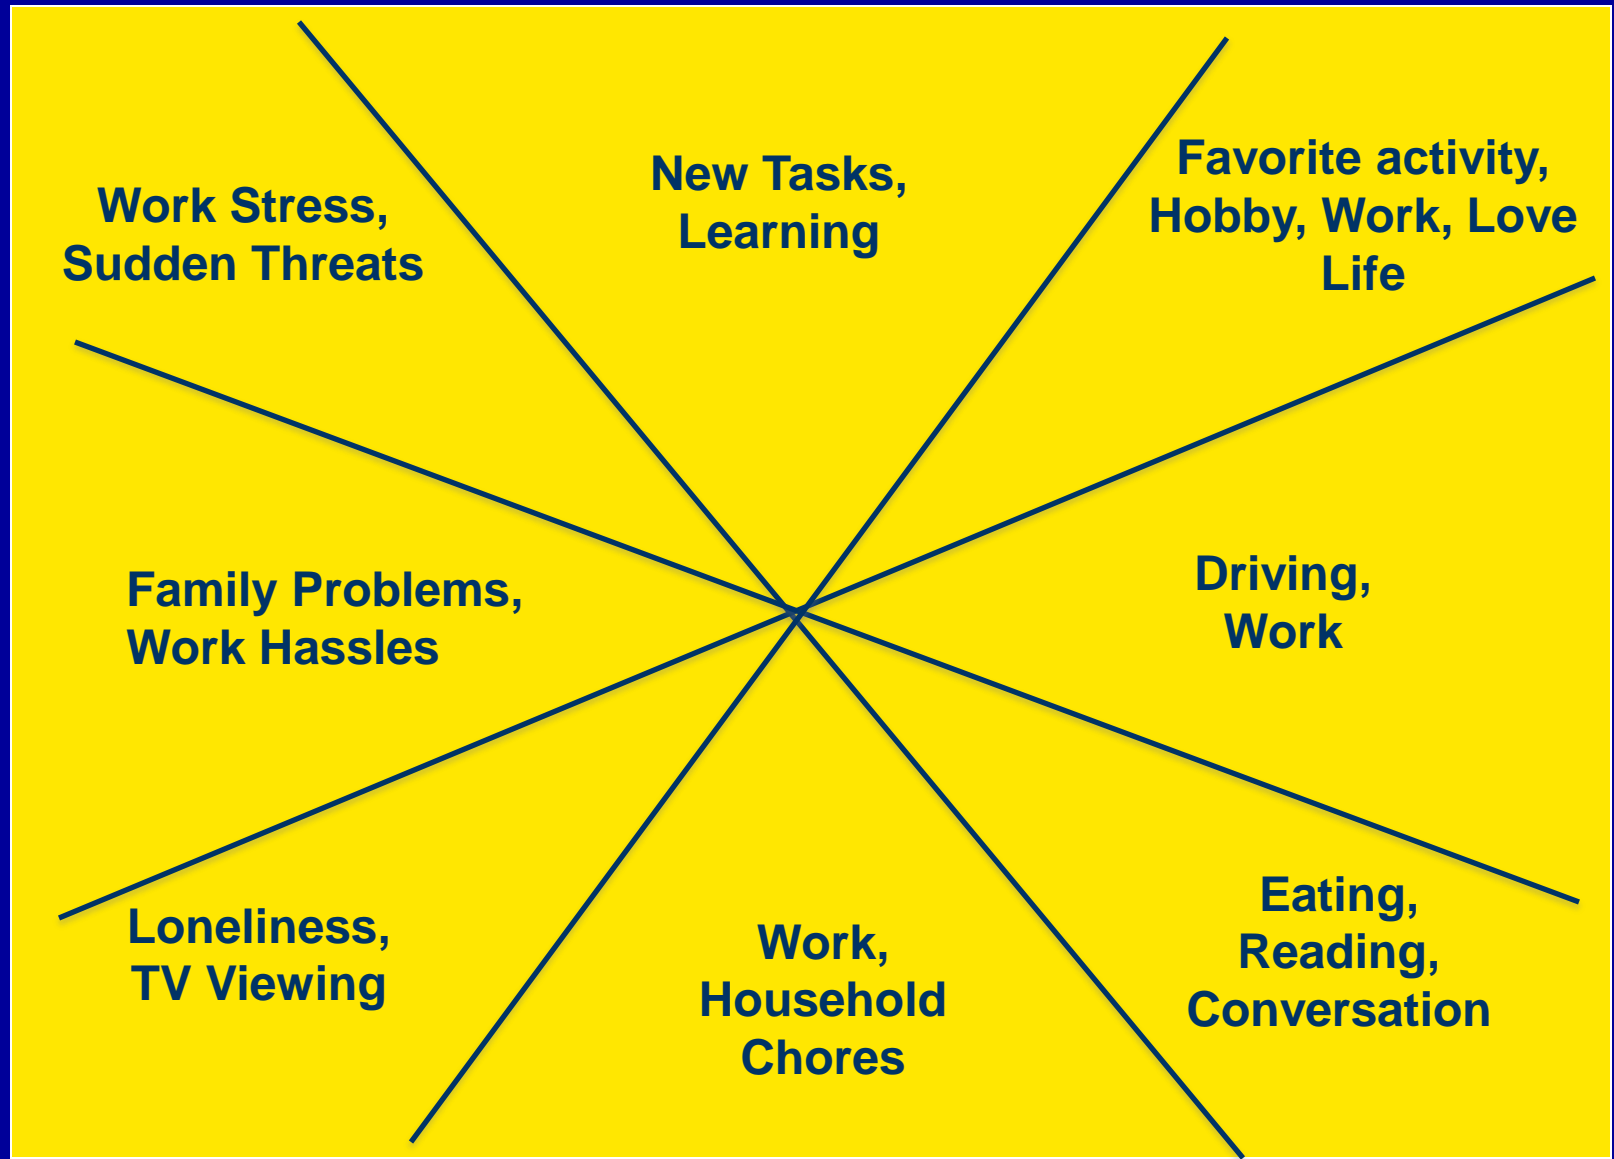 Work Stress,
Sudden Threats
New Tasks,
Learning
Favorite activity,
Hobby, Work, Love
Life
Family Problems,
Work Hassles
Driving,
Work
Loneliness,
TV Viewing
Work,
Household
Chores
Eating,
Reading,
Conversation